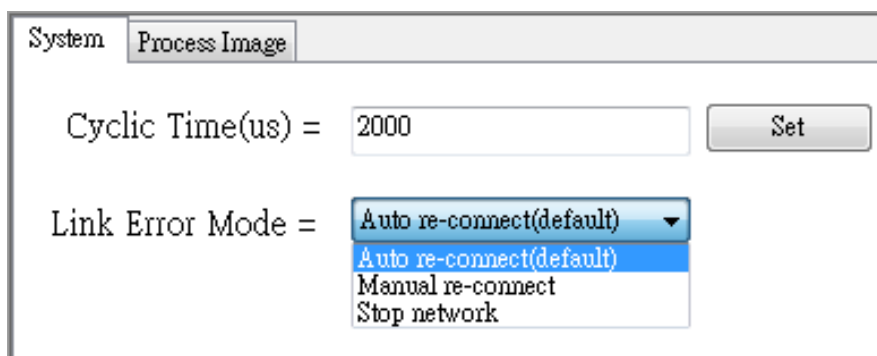 System Process Image
Cyclic Time(us) = 2000 Set
Link Error Mode = Auto re-connect(default)
Auto re-connect(default)
Manual re-connect
Stop network